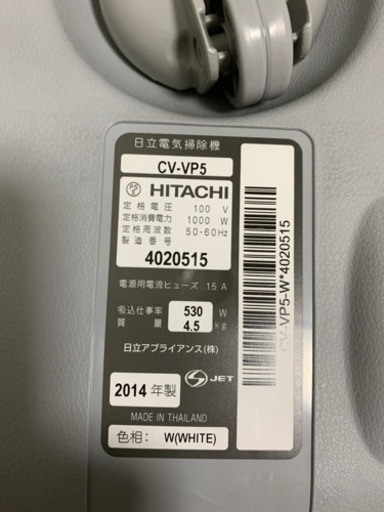 日立電気掃除機
CV-VP5
HITACHI
定格電圧 100 V
定格消費電力 1000 W
定格周波数 50-60Hz
製造番号
4020515
電源用電流ヒューズ 15 A
吸込仕事率 530 W
質量 4.5 kg
日立アプライアンス(株)
2014 年製
S JET
MADE IN THAILAND
色相: W(WHITE)
CV-VP5-W*4020515